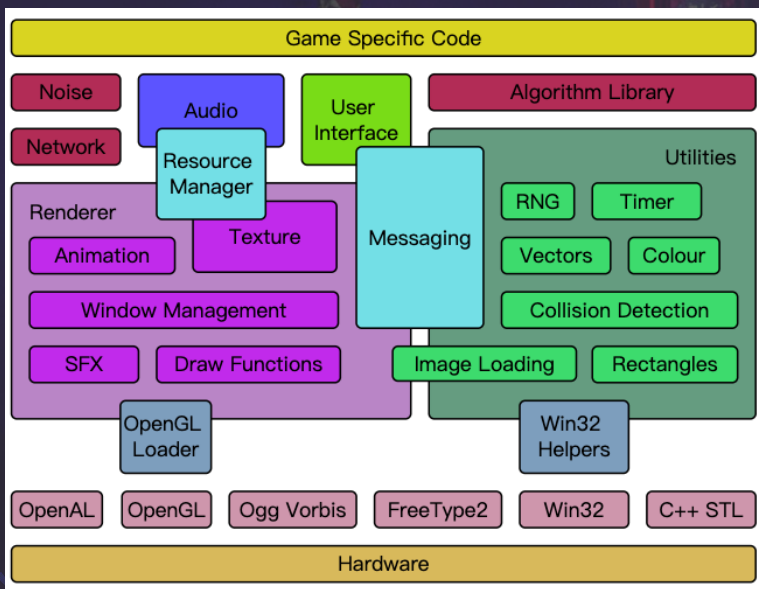 Game Specific Code
Noise
Audio
User
Interface
Algorithm Library
Network
Resource
Manager
Utilities
Renderer
Texture
Messaging
RNG
Timer
Animation
Vectors
Colour
Window Management
Collision Detection
SFX
Draw Functions
Image Loading
Rectangles
OpenGL
Loader
Win32
Helpers
OpenAL
OpenGL
Ogg Vorbis
FreeType2
Win32
C++ STL
Hardware